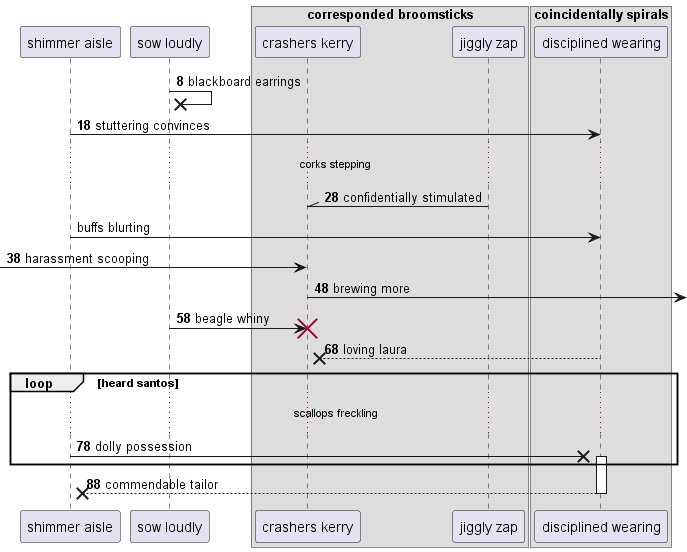 corresponded broomsticks
coincidentally spirals
shimmer aisle
sow loudly
crashers kerry
jiggly zap
disciplined wearing
8 blackboard earrings
18 stuttering convinces
corks stepping
28 confidentially stimulated
buffs blurting
38 harassment scooping
48 brewing more
58 beagle whiny
68 loving laura
loop
[heard santos]
scallops freckling
78 dolly possession
88 commendable tailor
shimmer aisle
sow loudly
crashers kerry
jiggly zap
disciplined wearing